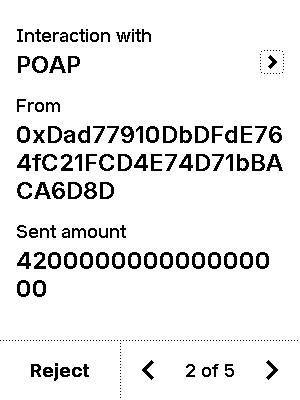 Interaction with
POAP
From
0xDad77910DbDFdE76
4fC21FCD4E74D71bBA
CA6D8D
Sent amount
4200000000000000
00
Reject
2 of 5